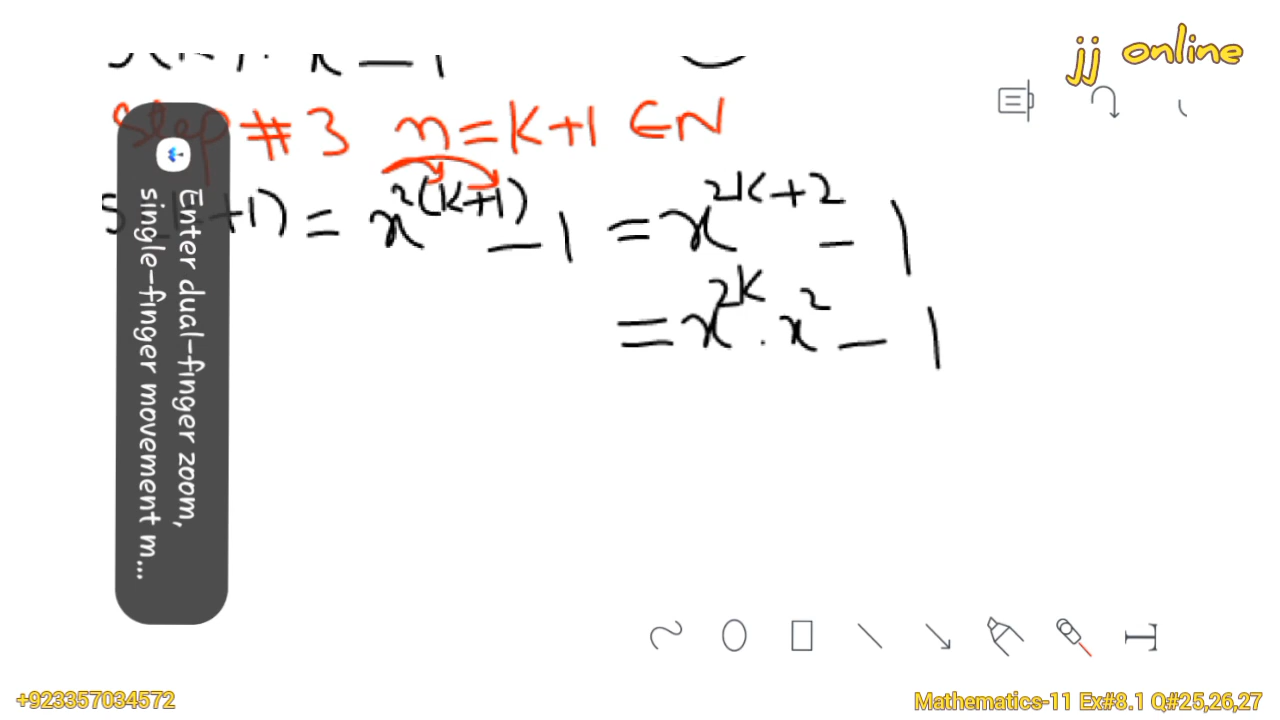 jj online
Step # 3 n = K+1 ∈ N
+1) = x^2(K+1) - 1 = x^2K+2 - 1
= x^2K . x^2 - 1
Enter dual-finger zoom,
single-finger movement m...
T
+923357034572
Mathematics-11 Ex#8.1 Q#25,26,27